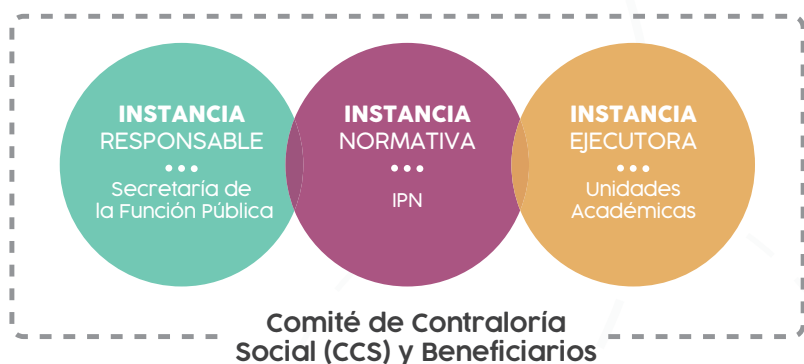 INSTANCIA
RESPONSABLE
Secretaría de
la Función Pública
INSTANCIA
NORMATIVA
IPN
INSTANCIA
EJECUTORA
Unidades
Académicas
Comité de Contraloría
Social (CCS) y Beneficiarios